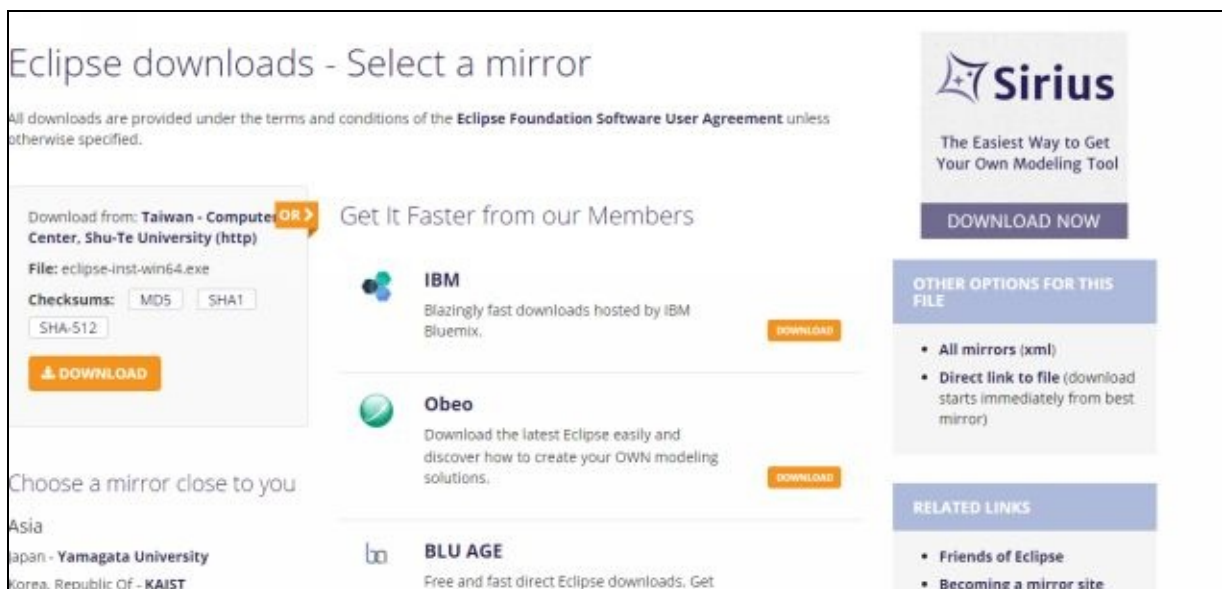 Eclipse downloads - Select a mirror
All downloads are provided under the terms and conditions of the Eclipse Foundation Software User Agreement unless
otherwise specified.
Download from: Taiwan - Computer
Center, Shu-Te University (http)
File: eclipse-inst-win64.exe
Checksums: MD5 SHA1
SHA-512
DOWNLOAD
OR
Choose a mirror close to you
Asia
Japan - Yamagata University
Korea, Republic Of - KAIST
Get It Faster from our Members
IBM
Blazingly fast downloads hosted by IBM
Bluemix.
DOWNLOAD
Obeo
Download the latest Eclipse easily and
discover how to create your OWN modeling
solutions.
DOWNLOAD
bo
BLU AGE
Free and fast direct Eclipse downloads. Get
Sirius
The Easiest Way to Get
Your Own Modeling Tool
DOWNLOAD NOW
OTHER OPTIONS FOR THIS
FILE
• All mirrors (xml)
• Direct link to file (download
starts immediately from best
mirror)
RELATED LINKS
• Friends of Eclipse
• Becoming a mirror site